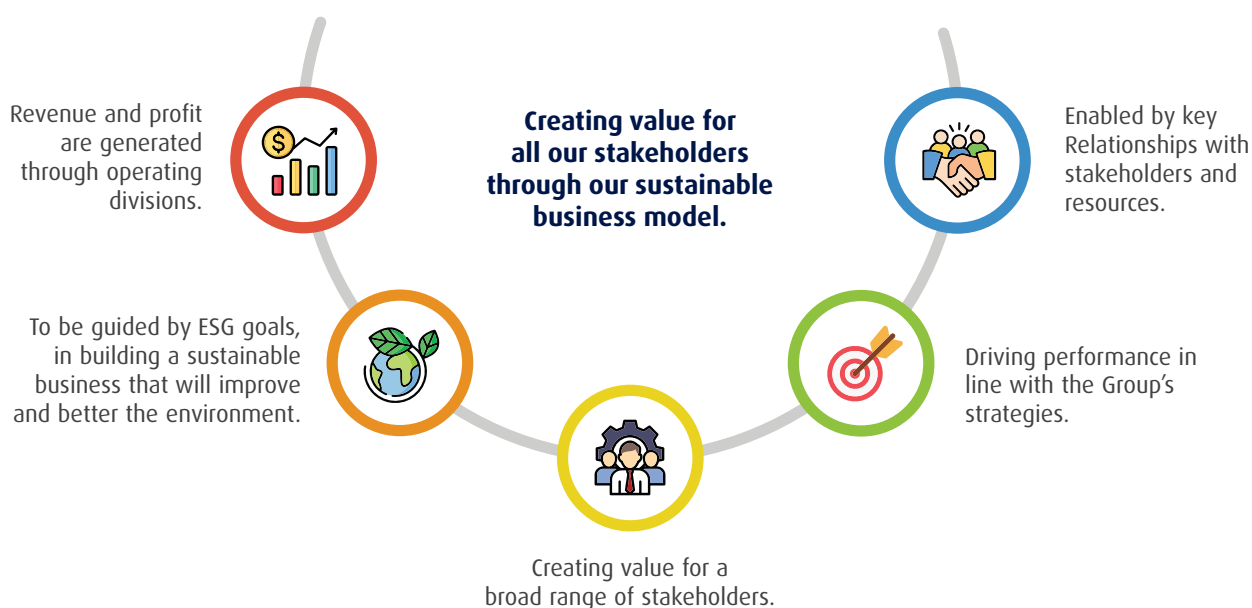 Revenue and profit
are generated
through operating
divisions.
Creating value for
all our stakeholders
through our sustainable
business model.
Enabled by key
Relationships with
stakeholders and
resources.
To be guided by ESG goals,
in building a sustainable
business that will improve
and better the environment.
Driving performance in
line with the Group’s
strategies.
Creating value for a
broad range of stakeholders.
$